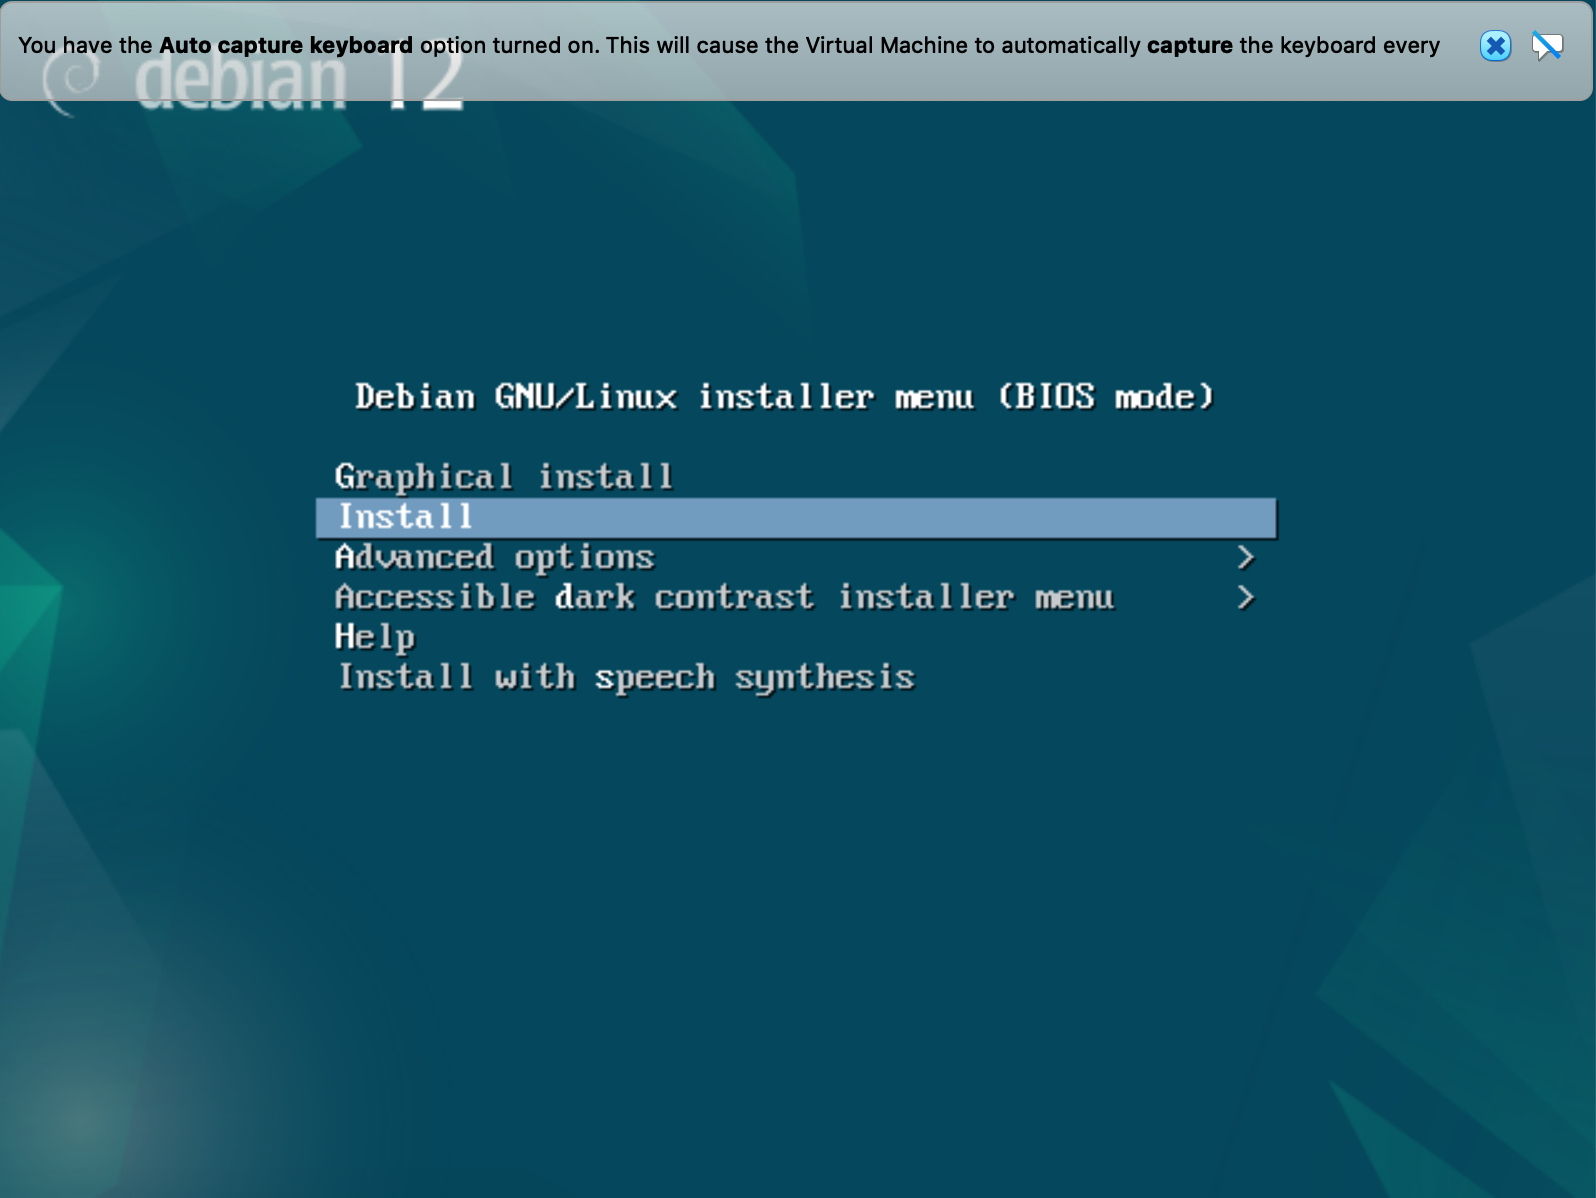 You have the Auto capture keyboard option turned on. This will cause the Virtual Machine to automatically capture the keyboard every
debian 12
Debian GNU/Linux installer menu (BIOS mode)
Graphical install
Install
Advanced options >
Accessible dark contrast installer menu >
Help
Install with speech synthesis